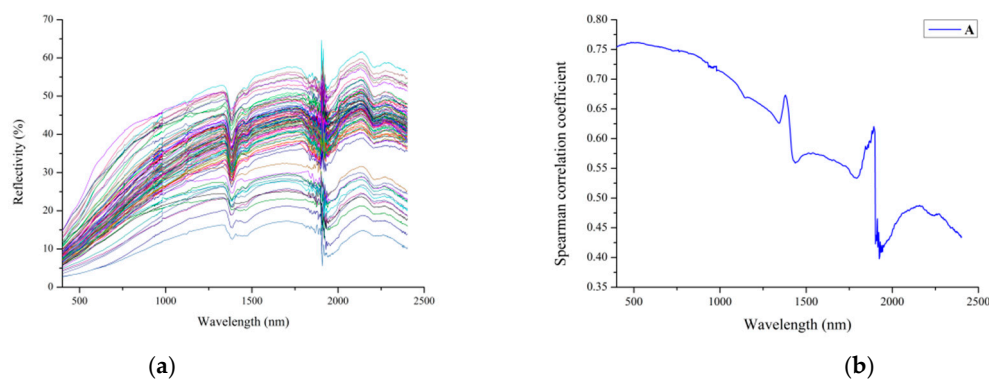 70
60
50
40
30
20
10
0
Reflectivity (%)
500 1000 1500 2000 2500
Wavelength (nm)
(a)
A
0.80
0.75
0.70
0.65
0.60
0.55
0.50
0.45
0.40
0.35
Spearman correlation coefficient
500 1000 1500 2000 2500
Wavelength (nm)
(b)